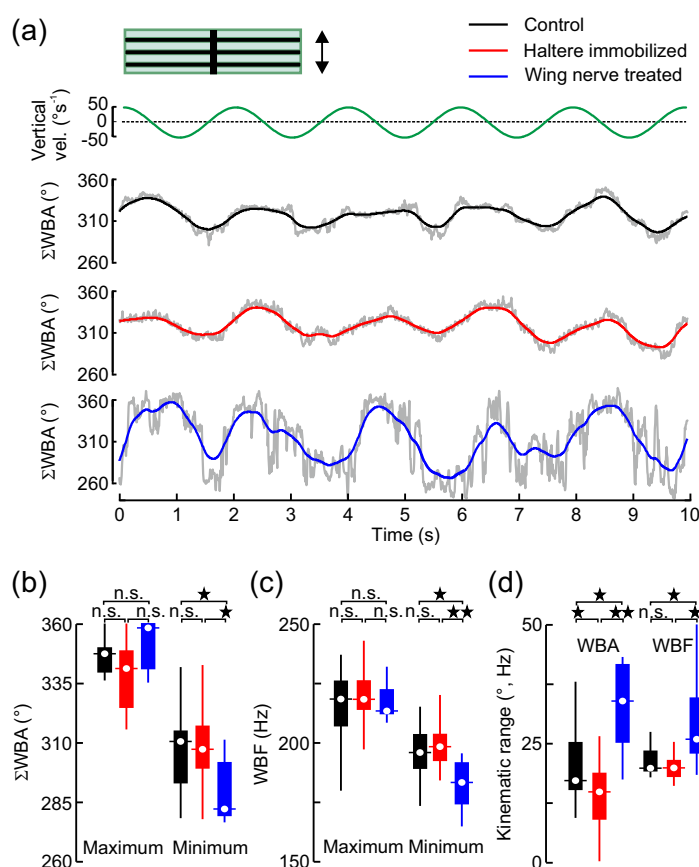 (a)
Control
Haltere immobilized
Wing nerve treated
Vertical
vel. (°s⁻¹)
50
0
-50
ΣWBA (°)
360
310
260
ΣWBA (°)
360
310
260
ΣWBA (°)
360
310
260
0 1 2 3 4 5 6 7 8 9 10
Time (s)
(b)
n.s.
n.s. n.s. n.s.
ΣWBA (°)
360
335
310
285
260
Maximum Minimum
(c)
n.s.
n.s. n.s. n.s.
WBF (Hz)
250
200
150
Maximum Minimum
(d)
n.s.
WBA WBF
Kinematic range (°, Hz)
50
25
0